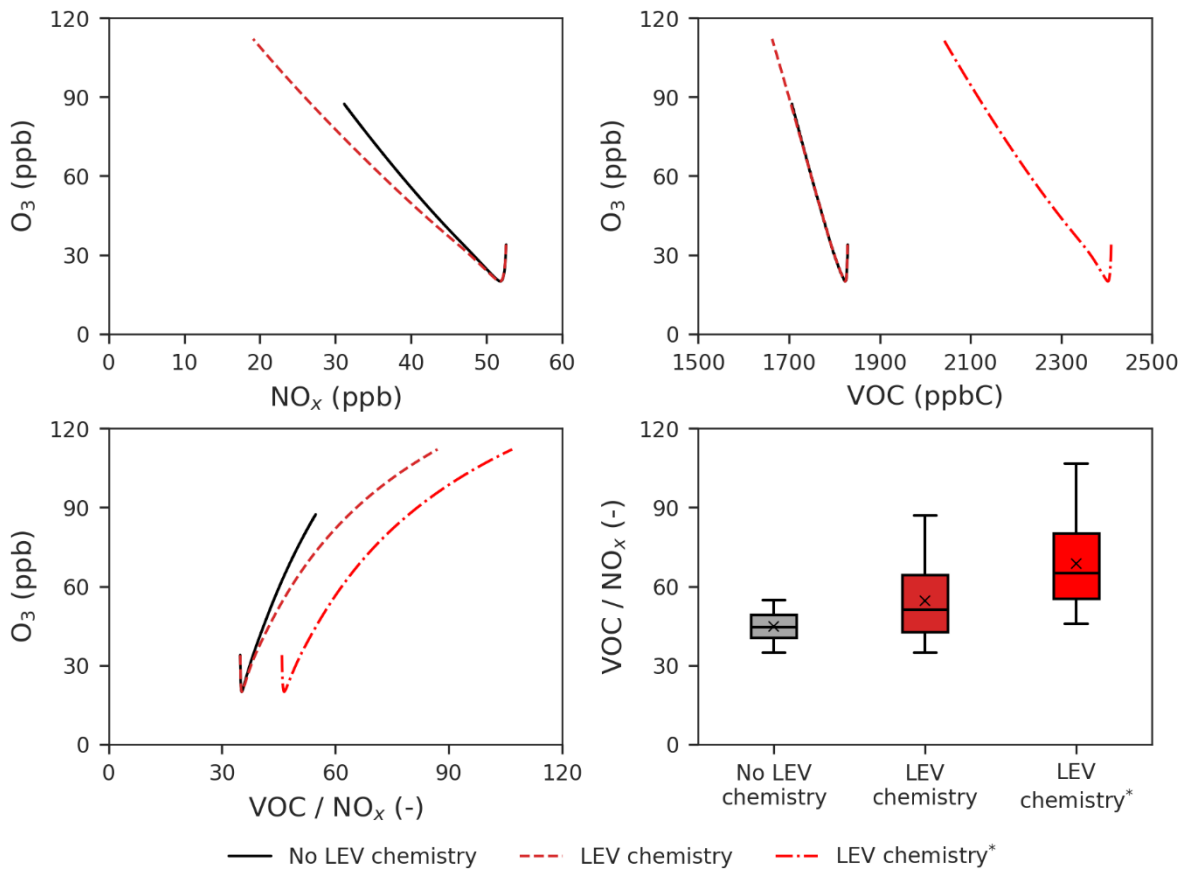 120
90
60
30
0
O₃ (ppb)
0 10 20 30 40 50 60
NOₓ (ppb)
120
90
60
30
0
O₃ (ppb)
1500 1700 1900 2100 2300 2500
VOC (ppbC)
120
90
60
30
0
O₃ (ppb)
0 30 60 90 120
VOC / NOₓ (-)
120
90
60
30
0
VOC / NOₓ (-)
No LEV
chemistry
LEV
chemistry
LEV
chemistry*
No LEV chemistry LEV chemistry LEV chemistry*